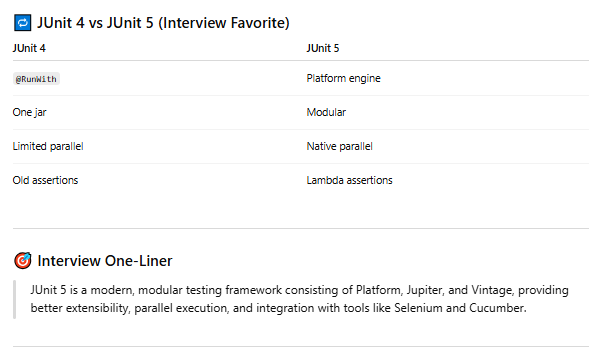 🔁 JUnit 4 vs JUnit 5 (Interview Favorite)
JUnit 4 JUnit 5
@RunWith Platform engine
One jar Modular
Limited parallel Native parallel
Old assertions Lambda assertions
🎯 Interview One-Liner
JUnit 5 is a modern, modular testing framework consisting of Platform, Jupiter, and Vintage, providing
better extensibility, parallel execution, and integration with tools like Selenium and Cucumber.